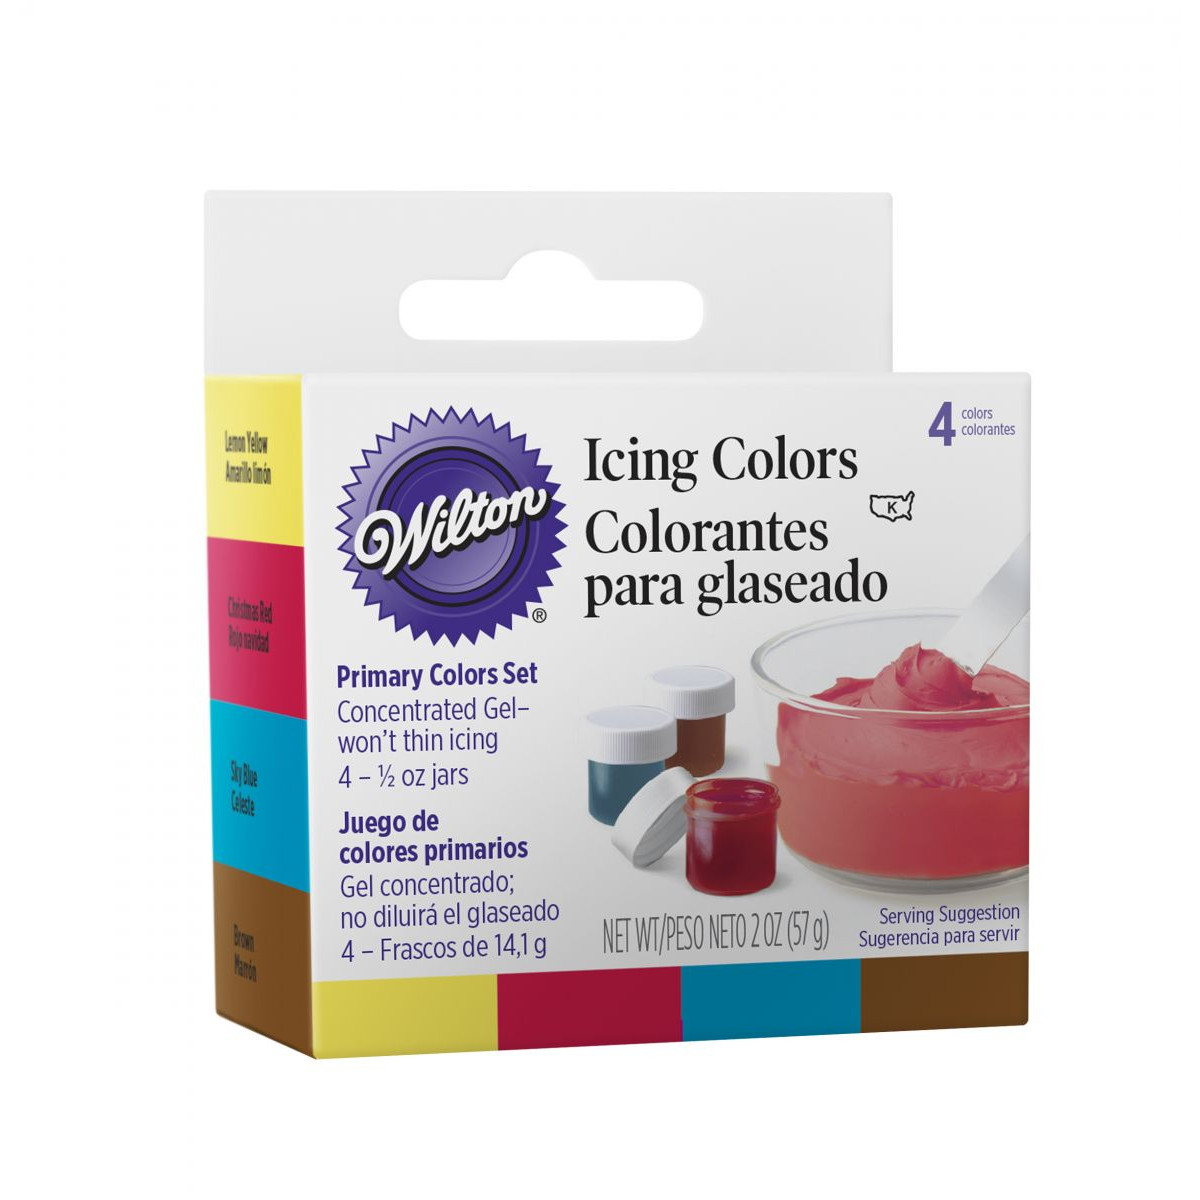 Lemon Yellow
Amarillo limón
Christmas Red
Rojo navidad
Sky Blue
Celeste
Brown
Marrón
Wilton
®
Icing Colors
Colorantes
para glaseado
4 colors
colorantes
K
Primary Colors Set
Concentrated Gel–
won't thin icing
4 – ½ oz jars
Juego de
colores primarios
Gel concentrado;
no diluirá el glaseado
4 – Frascos de 14,1 g
NET WT/PESO NETO 2 OZ (57 g)
Serving Suggestion
Sugerencia para servir